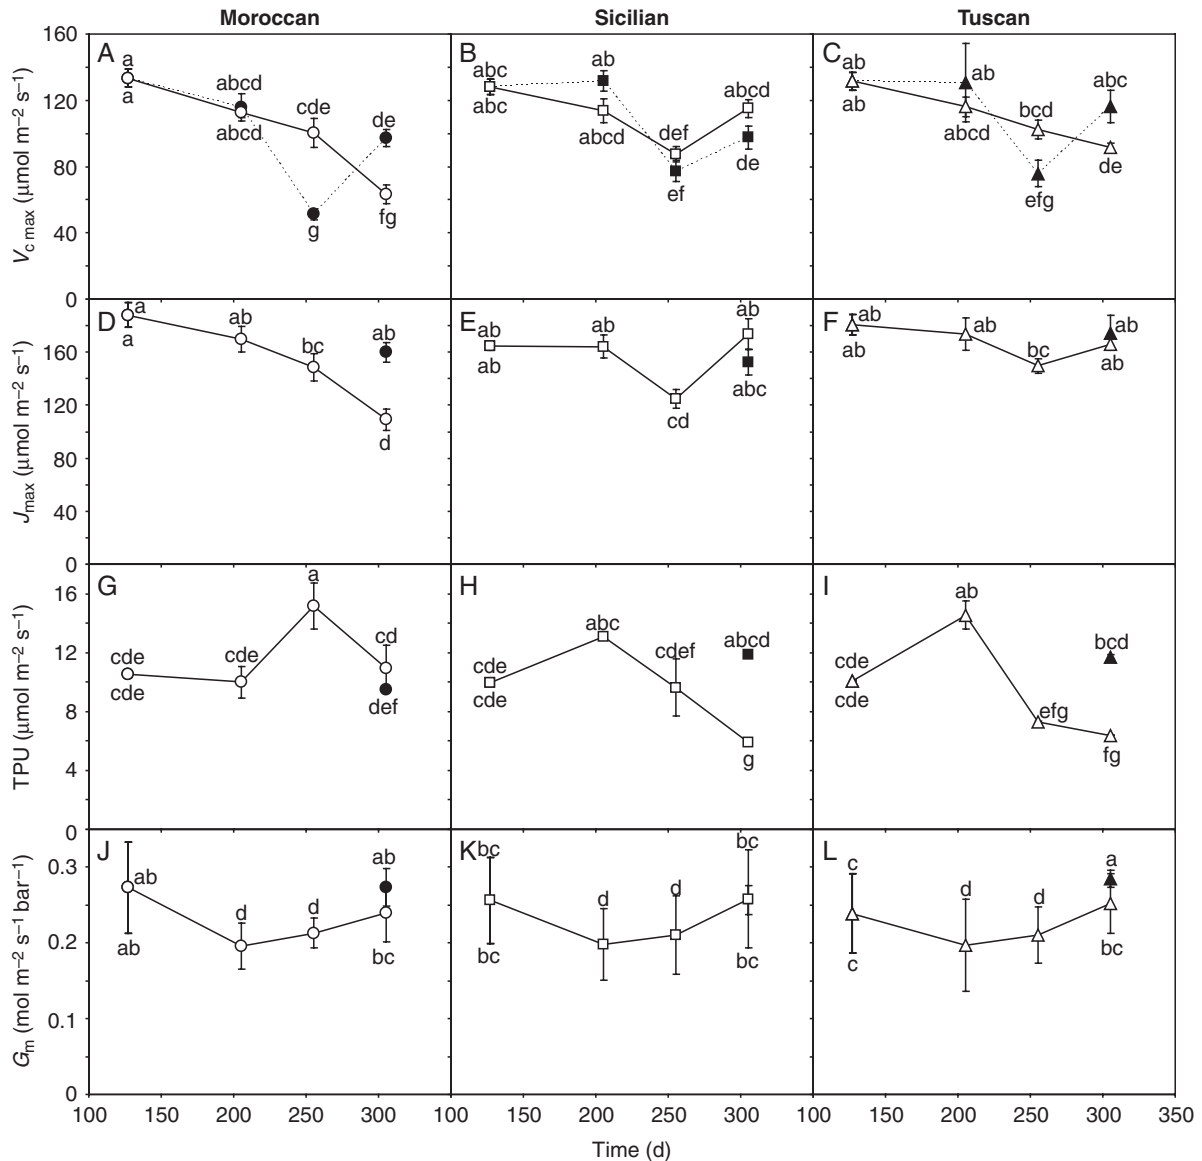 Moroccan Sicilian Tuscan
160 A a a abcd abcd cde de g fg B abc abc ab abcd def ef abcd de C ab ab ab abcd bcd efg abc de
120
80
40
0
V c max (μmol m−2 s−1)
D a a ab bc ab d E ab ab ab cd ab abc F ab ab ab bc ab ab
160
120
80
40
0
J max (μmol m−2 s−1)
G cde cde cde a cd def H cde cde abc cdef abcd g I cde cde ab efg bcd fg
16
12
8
4
0
TPU (μmol m−2 s−1)
J ab ab d d ab bc K bc bc d d bc bc L c c d d a bc
0.3
0.2
0.1
0
G m (mol m−2 s−1 bar−1)
100 150 200 250 300 100 150 200 250 300 100 150 200 250 300 350
Time (d)